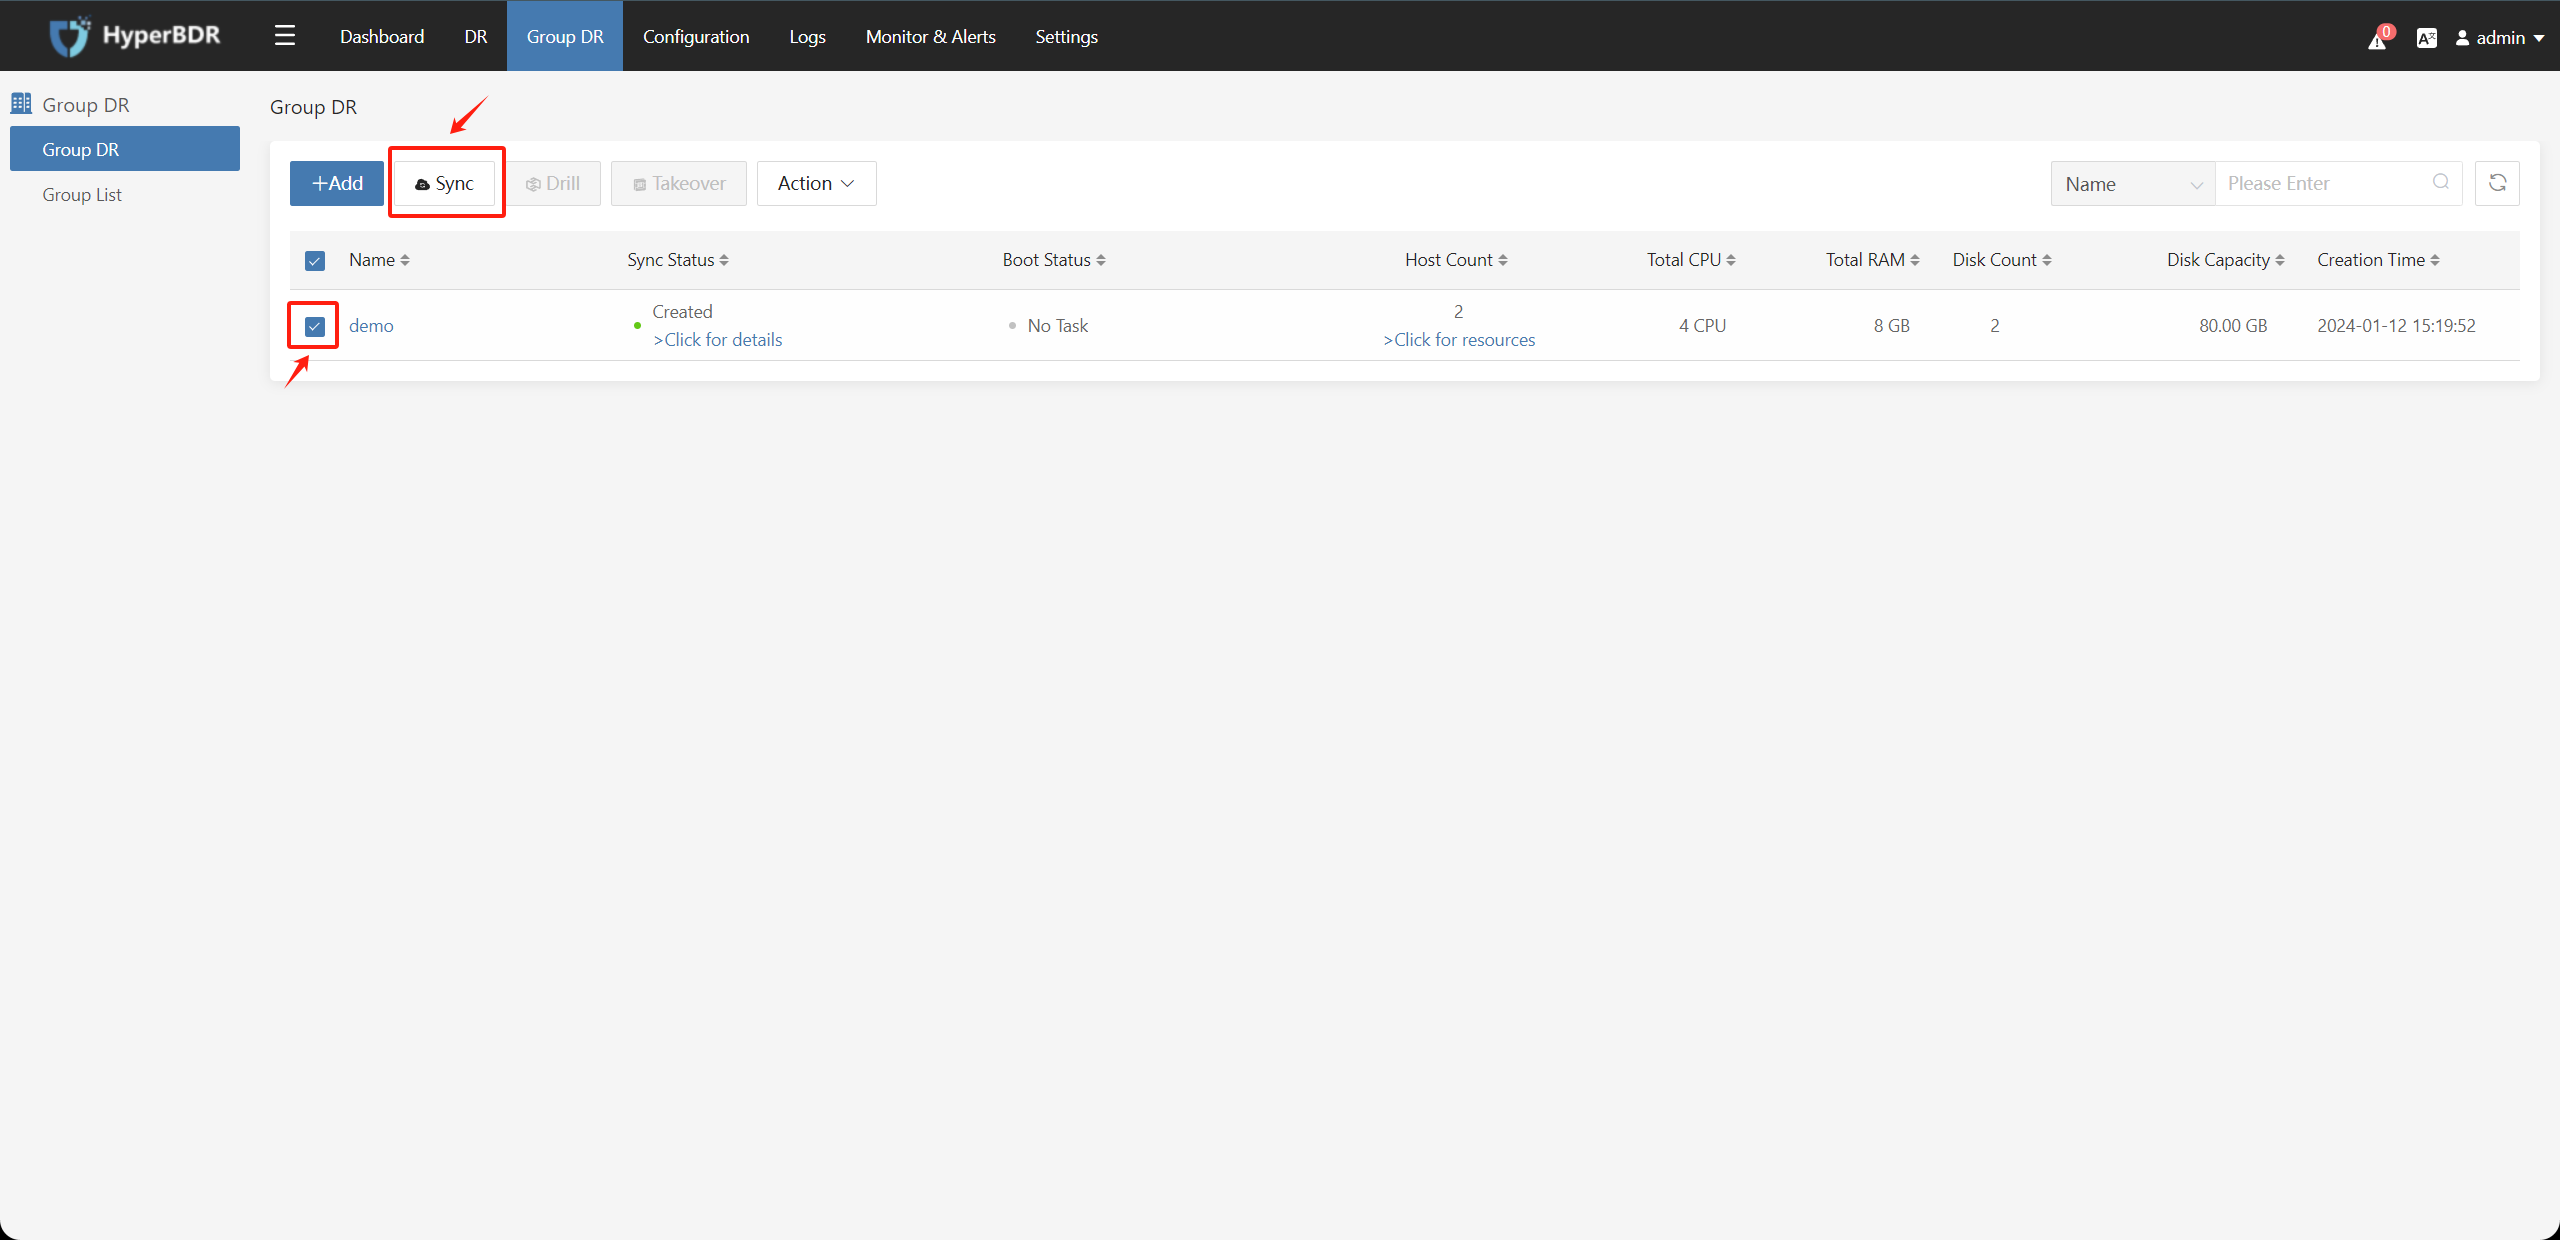 HyperBDR Dashboard DR Group DR Configuration Logs Monitor & Alerts Settings 0 admin
Group DR
Group DR
Group List
Group DR
+Add Sync Drill Takeover Action Name Please Enter
Name Sync Status Boot Status Host Count Total CPU Total RAM Disk Count Disk Capacity Creation Time
demo Created No Task 2 4 CPU 8 GB 2 80.00 GB 2024-01-12 15:19:52
>Click for details >Click for resources